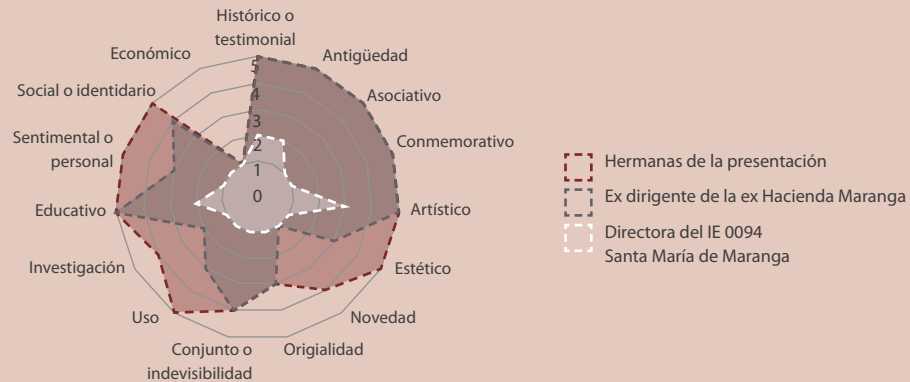 Histórico o
testimonial
Antigüedad
Asociativo
Conmemorativo
Artístico
Estético
Novedad
Origialidad
Conjunto o
indevisibilidad
Uso
Investigación
Educativo
Sentimental o
personal
Social o identidario
Económico
5
4
3
2
1
0
Hermanas de la presentación
Ex dirigente de la ex Hacienda Maranga
Directora del IE 0094
Santa María de Maranga